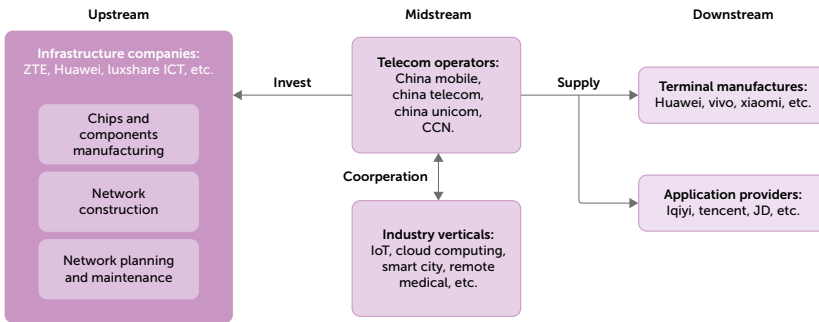 Upstream
Midstream
Downstream
Infrastructure companies:
ZTE, Huawei, luxshare ICT, etc.
Chips and
components
manufacturing
Network
construction
Network planning
and maintenance
Invest
Telecom operators:
China mobile,
china telecom,
china unicom,
CCN.
Coorperation
Industry verticals:
IoT, cloud computing,
smart city, remote
medical, etc.
Supply
Terminal manufactures:
Huawei, vivo, xiaomi, etc.
Application providers:
Iqiyi, tencent, JD, etc.